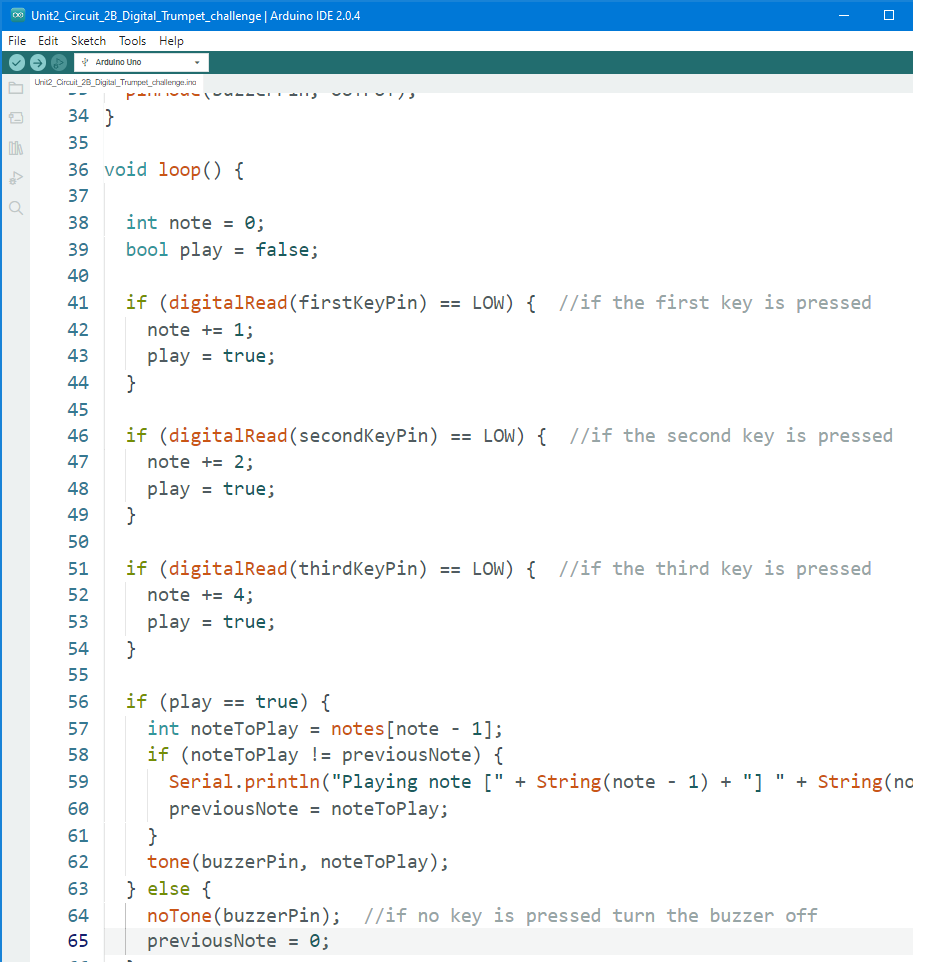 Unit2_Circuit_2B_Digital_Trumpet_challenge | Arduino IDE 2.0.4
File Edit Sketch Tools Help
Arduino Uno
Unit2_Circuit_2B_Digital_Trumpet_challenge.ino
33 pinMode(buzzerPin, OUTPUT);
34 }
35
36 void loop() {
37
38 int note = 0;
39 bool play = false;
40
41 if (digitalRead(firstKeyPin) == LOW) { //if the first key is pressed
42 note += 1;
43 play = true;
44 }
45
46 if (digitalRead(secondKeyPin) == LOW) { //if the second key is pressed
47 note += 2;
48 play = true;
49 }
50
51 if (digitalRead(thirdKeyPin) == LOW) { //if the third key is pressed
52 note += 4;
53 play = true;
54 }
55
56 if (play == true) {
57 int noteToPlay = notes[note - 1];
58 if (noteToPlay != previousNote) {
59 Serial.println("Playing note [" + String(note - 1) + "] " + String(no
60 previousNote = noteToPlay;
61 }
62 tone(buzzerPin, noteToPlay);
63 } else {
64 noTone(buzzerPin); //if no key is pressed turn the buzzer off
65 previousNote = 0;